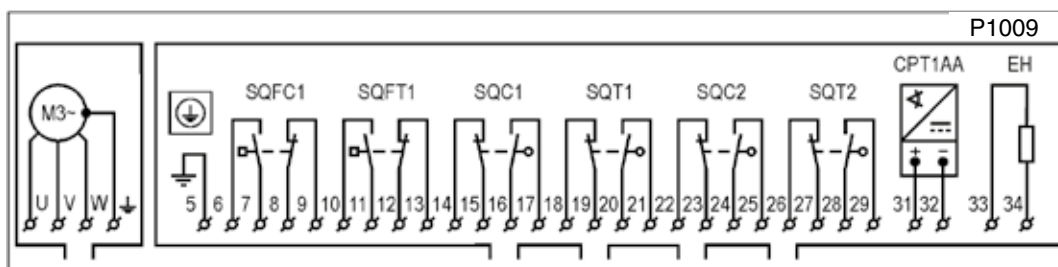 P1009
CPT1AA EH
SQFC1 SQFT1 SQC1 SQT1 SQC2 SQT2
M3~
+ −
U V W 5 6 7 8 9 10 11 12 13 14 15 16 17 18 19 20 21 22 23 24 25 26 27 28 29 31 32 33 34